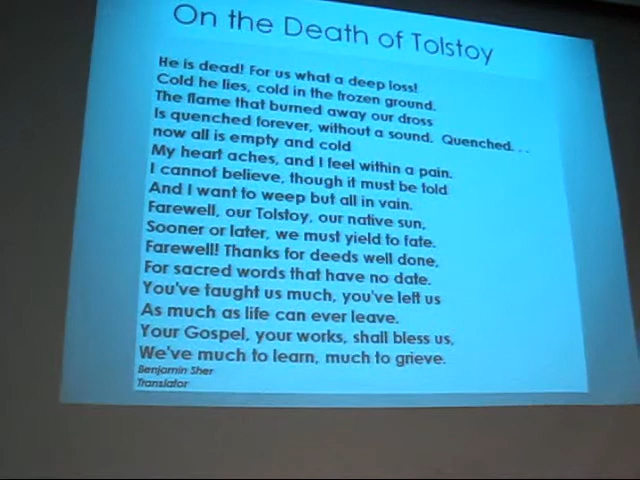 On the Death of Tolstoy
He is dead! For us what a deep loss!
Cold he lies, cold in the frozen ground.
The flame that burned away our dross
Is quenched forever, without a sound. Quenched. . .
now all is empty and cold
My heart aches, and I feel within a pain.
I cannot believe, though it must be told
And I want to weep but all in vain.
Farewell, our Tolstoy, our native sun,
Sooner or later, we must yield to fate.
Farewell! Thanks for deeds well done,
For sacred words that have no date.
You've taught us much, you've left us
As much as life can ever leave.
Your Gospel, your works, shall bless us,
We've much to learn, much to grieve.
Benjamin Sher
Translator